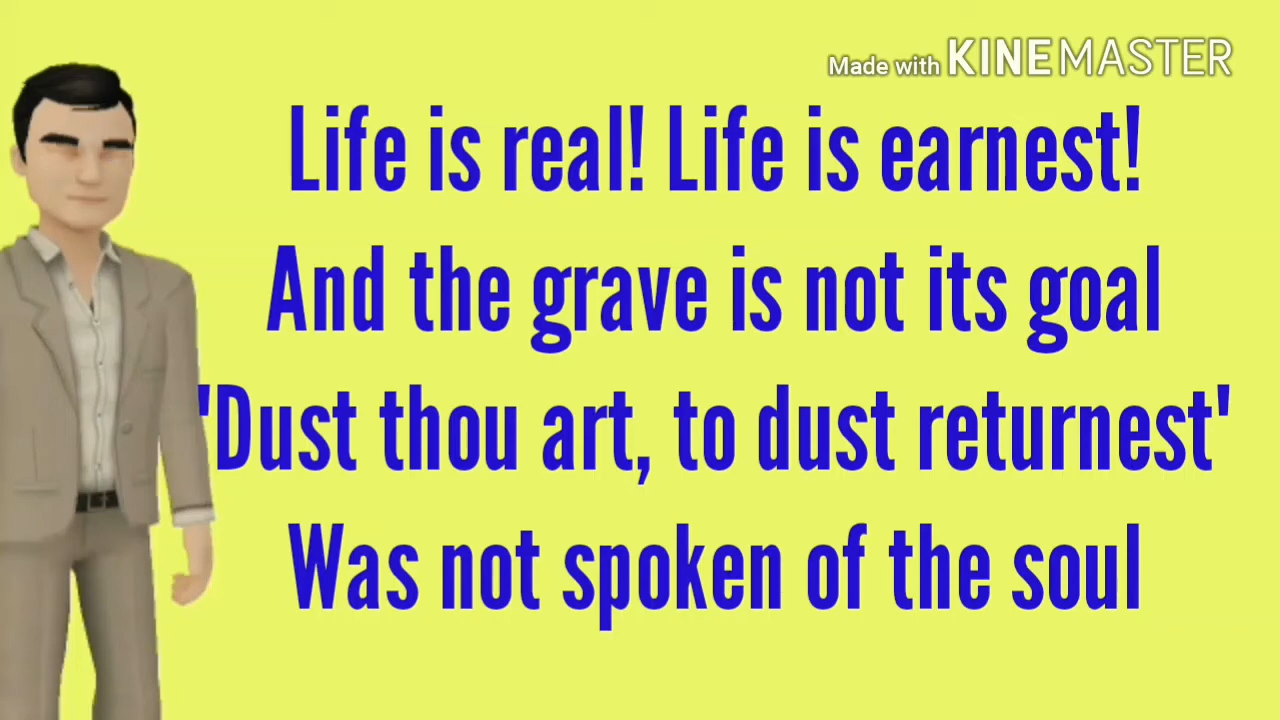 Made with KINEMASTER
Life is real! Life is earnest!
And the grave is not its goal
'Dust thou art, to dust returnest'
Was not spoken of the soul